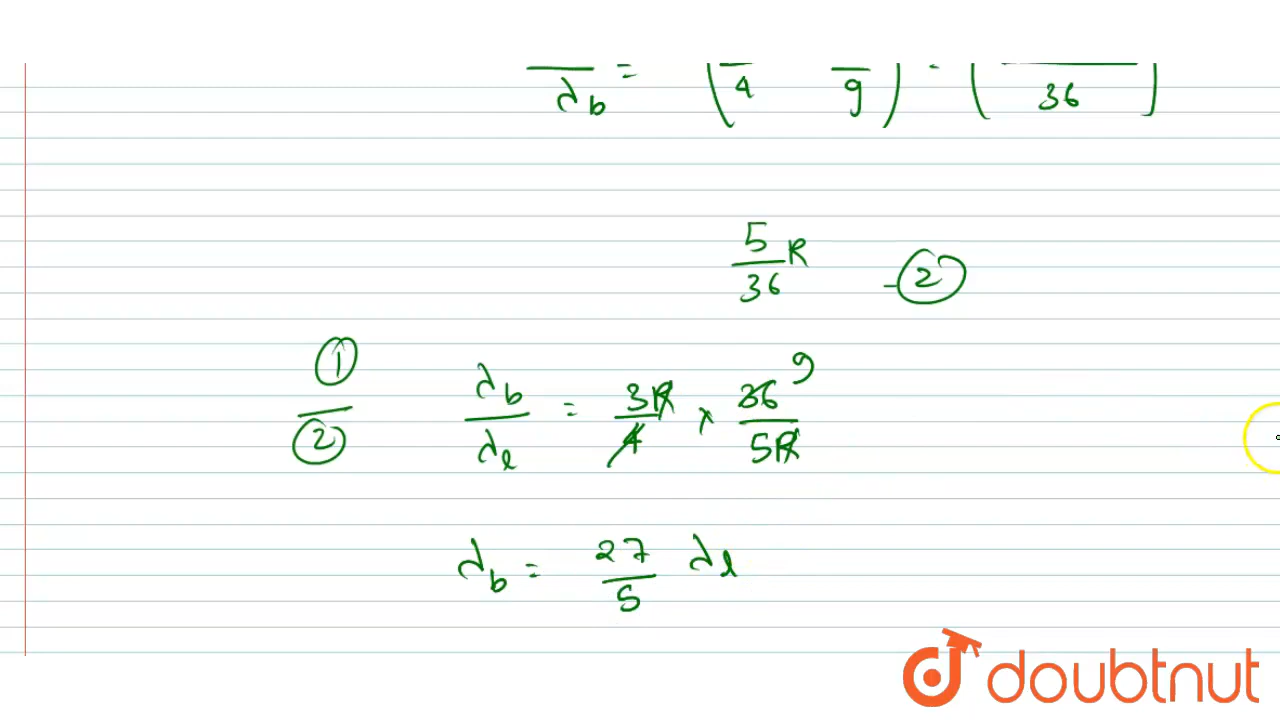 λb = (4 9) = ( 36 ]
5/36 R - ②
①/② λb/λl = 3R/4 × 36/5R 9
λb = 27/5 λl
doubtnut